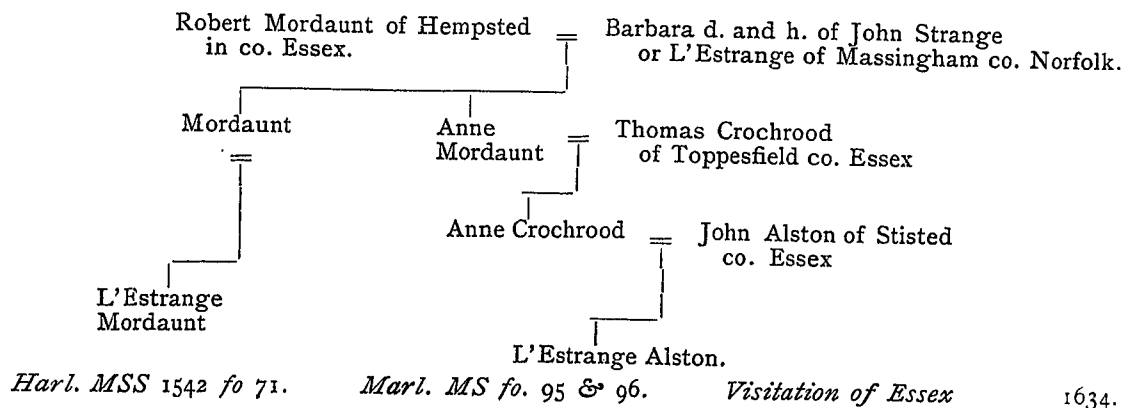 Robert Mordaunt of Hempsted = Barbara d. and h. of John Strange
in co. Essex. or L'Estrange of Massingham co. Norfolk.
Mordaunt
=
Anne
Mordaunt = Thomas Crochrood
of Toppesfield co. Essex
Anne Crochrood = John Alston of Stisted
co. Essex
L'Estrange
Mordaunt
L'Estrange Alston.
Harl. MSS 1542 fo 71. Marl. MS fo. 95 & 96. Visitation of Essex 1634.